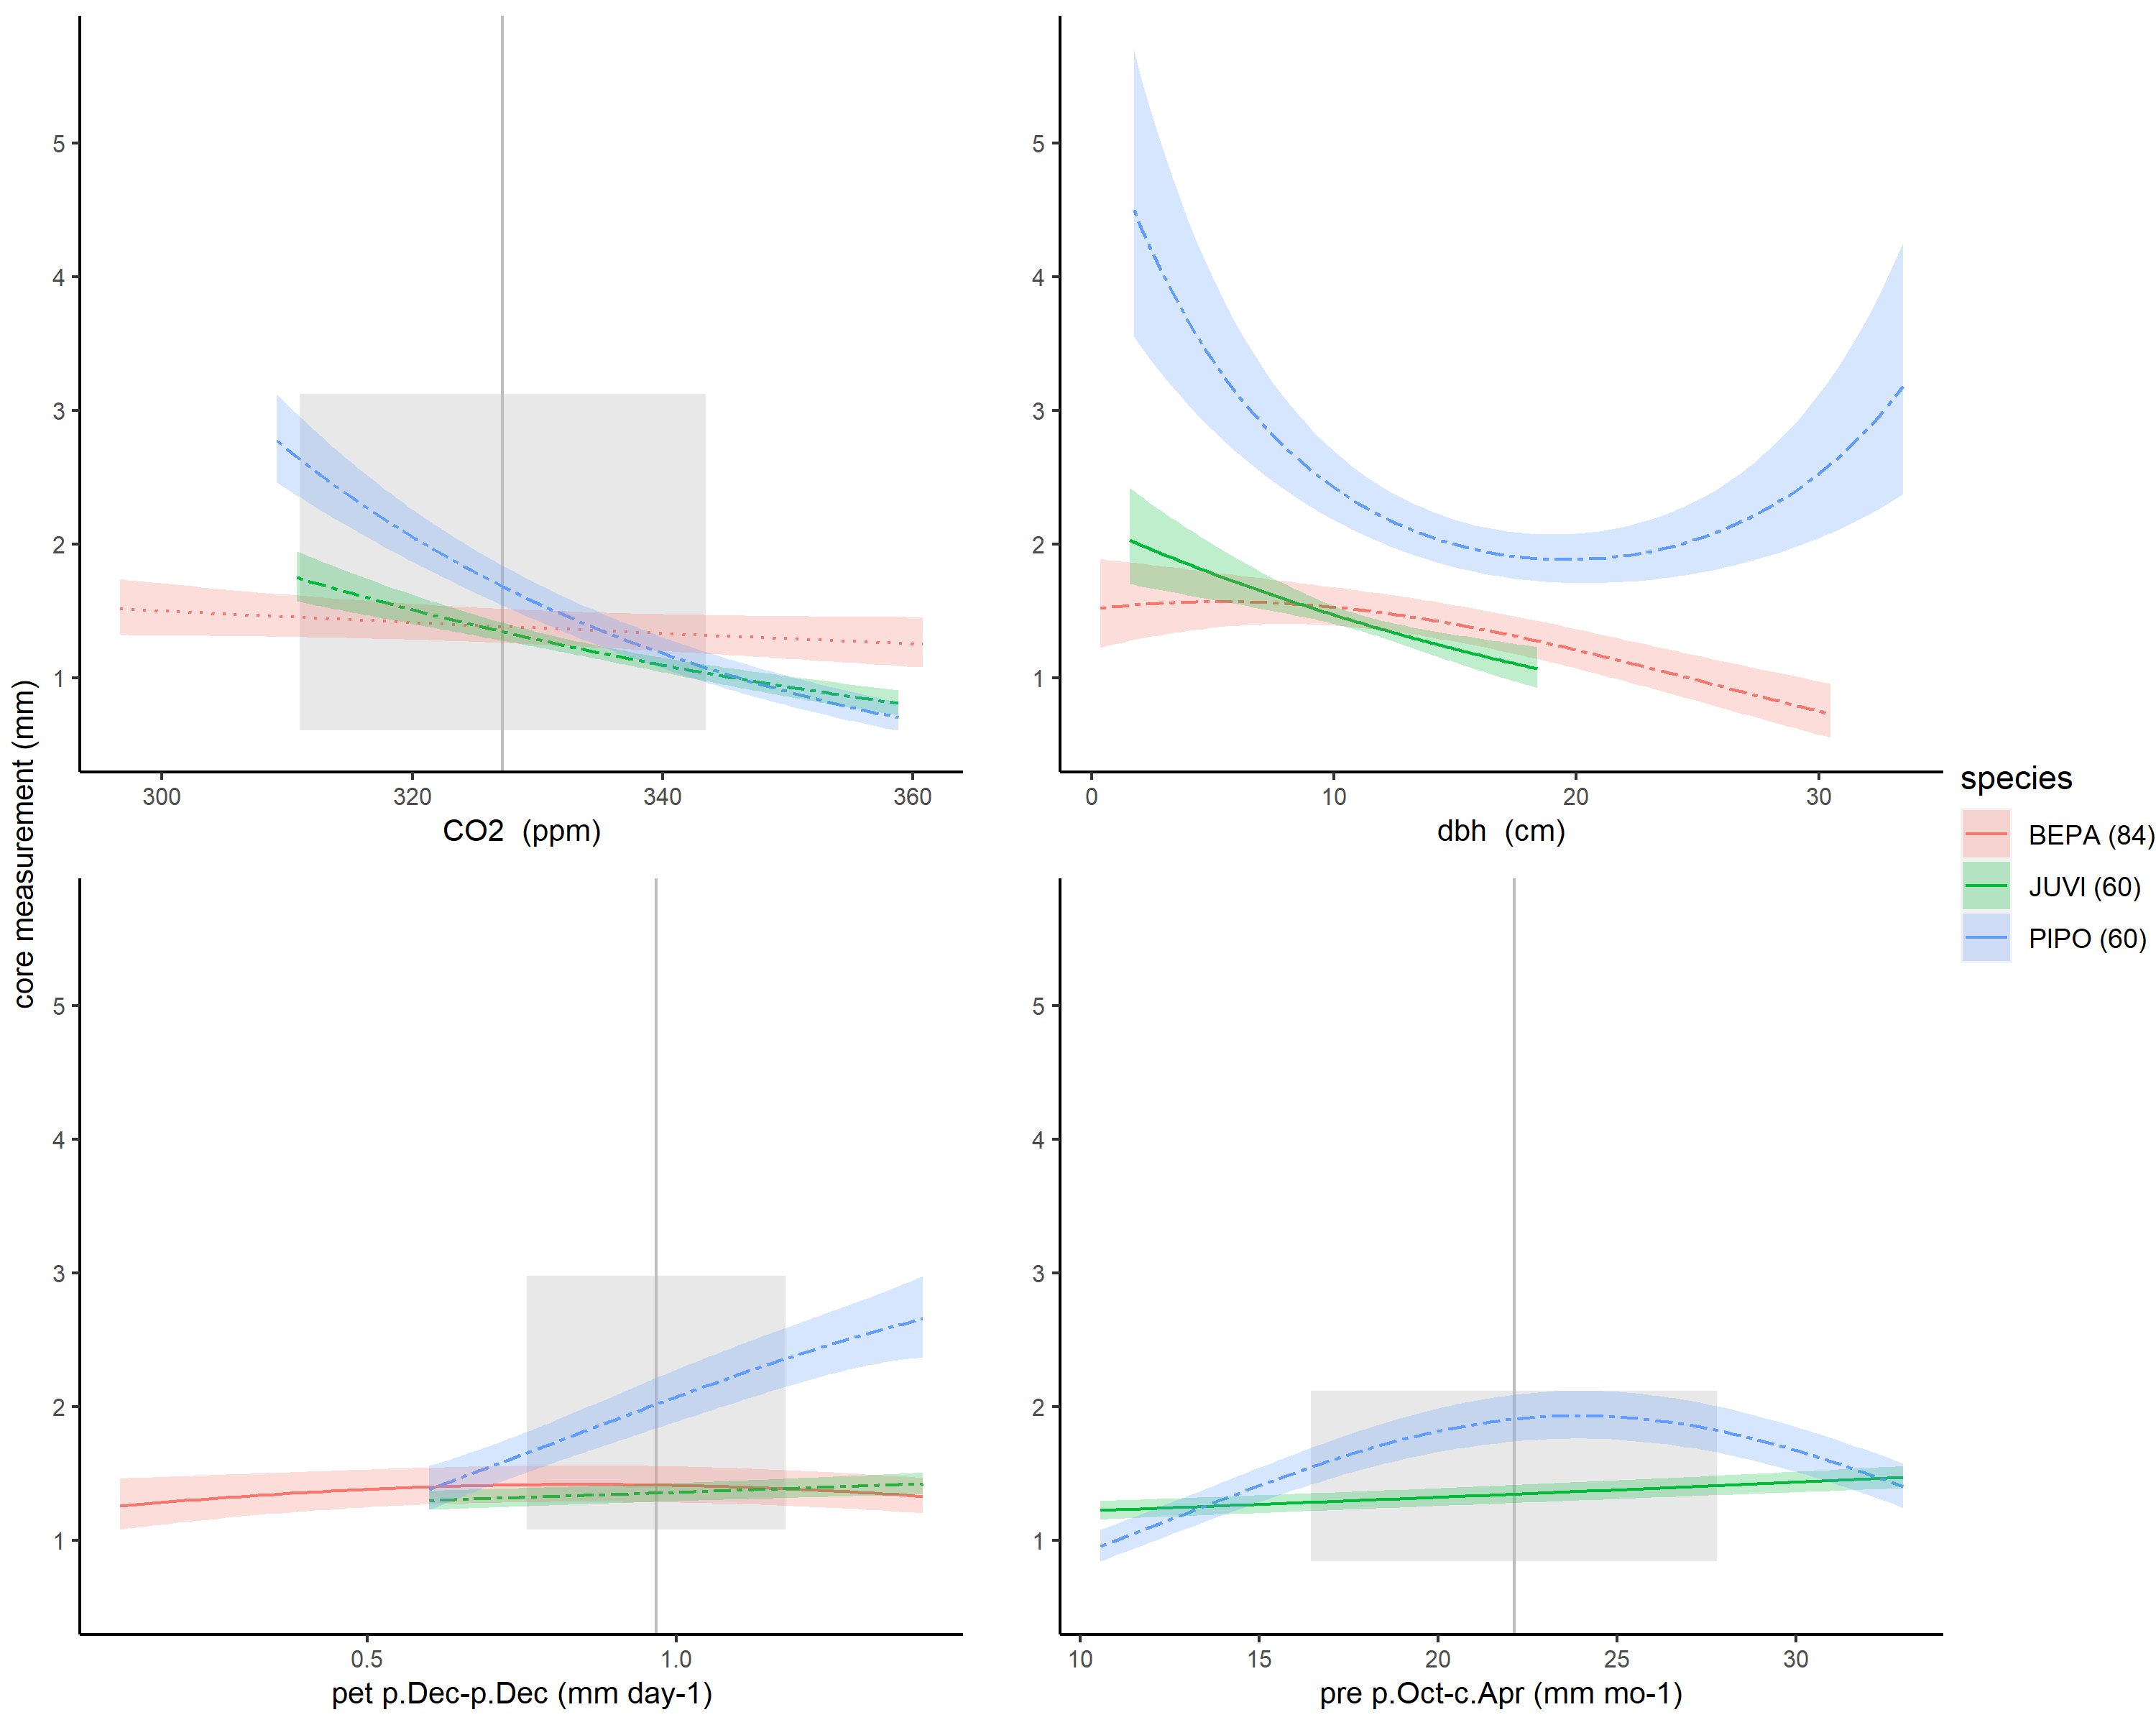 core measurement (mm)
5
4
3
2
1
300 320 340 360
CO2 (ppm)
5
4
3
2
1
0 10 20 30
dbh (cm)
5
4
3
2
1
0.5 1.0
pet p.Dec-p.Dec (mm day-1)
5
4
3
2
1
10 15 20 25 30
pre p.Oct-c.Apr (mm mo-1)
species
BEPA (84)
JUVI (60)
PIPO (60)